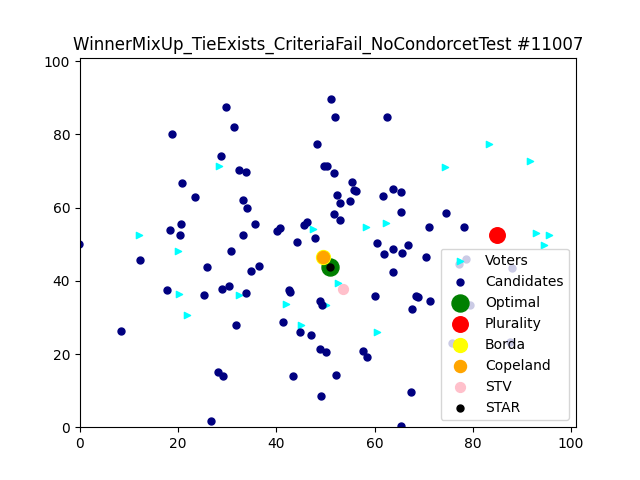 WinnerMixUp_TieExists_CriteriaFail_NoCondorcetTest #11007
100
80
60
40
20
0
0 20 40 60 80 100
Voters
Candidates
Optimal
Plurality
Borda
Copeland
STV
STAR